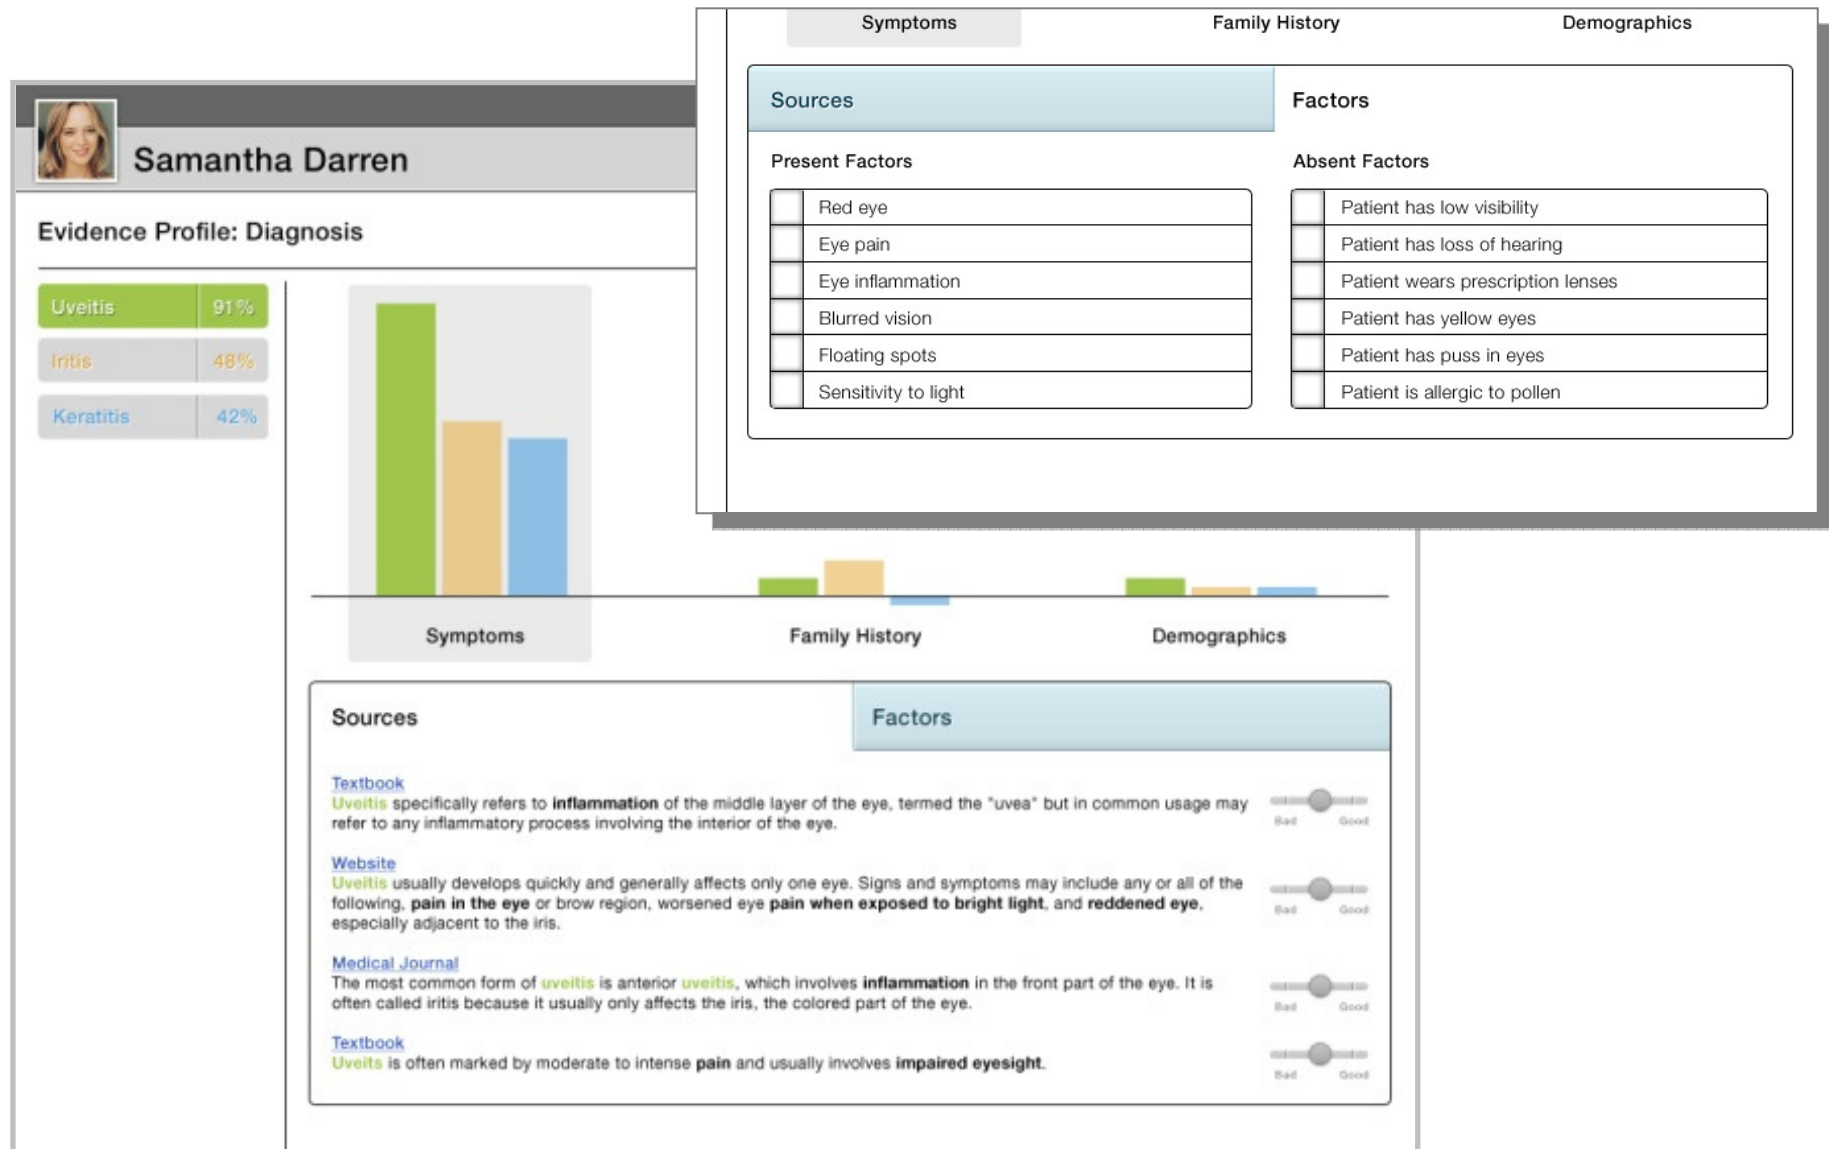 Symptoms
Family History
Demographics
Sources
Factors
Present Factors
Red eye
Eye pain
Eye inflammation
Blurred vision
Floating spots
Sensitivity to light
Absent Factors
Patient has low visibility
Patient has loss of hearing
Patient wears prescription lenses
Patient has yellow eyes
Patient has puss in eyes
Patient is allergic to pollen
Samantha Darren
Evidence Profile: Diagnosis
Uveitis 91%
Iritis 48%
Keratitis 42%
Symptoms
Family History
Demographics
Sources
Factors
Textbook
Uveitis specifically refers to inflammation of the middle layer of the eye, termed the "uvea" but in common usage may
refer to any inflammatory process involving the interior of the eye.
Bad Good
Website
Uveitis usually develops quickly and generally affects only one eye. Signs and symptoms may include any or all of the
following, pain in the eye or brow region, worsened eye pain when exposed to bright light, and reddened eye,
especially adjacent to the iris.
Bad Good
Medical Journal
The most common form of uveitis is anterior uveitis, which involves inflammation in the front part of the eye. It is
often called iritis because it usually only affects the iris, the colored part of the eye.
Bad Good
Textbook
Uveits is often marked by moderate to intense pain and usually involves impaired eyesight.
Bad Good